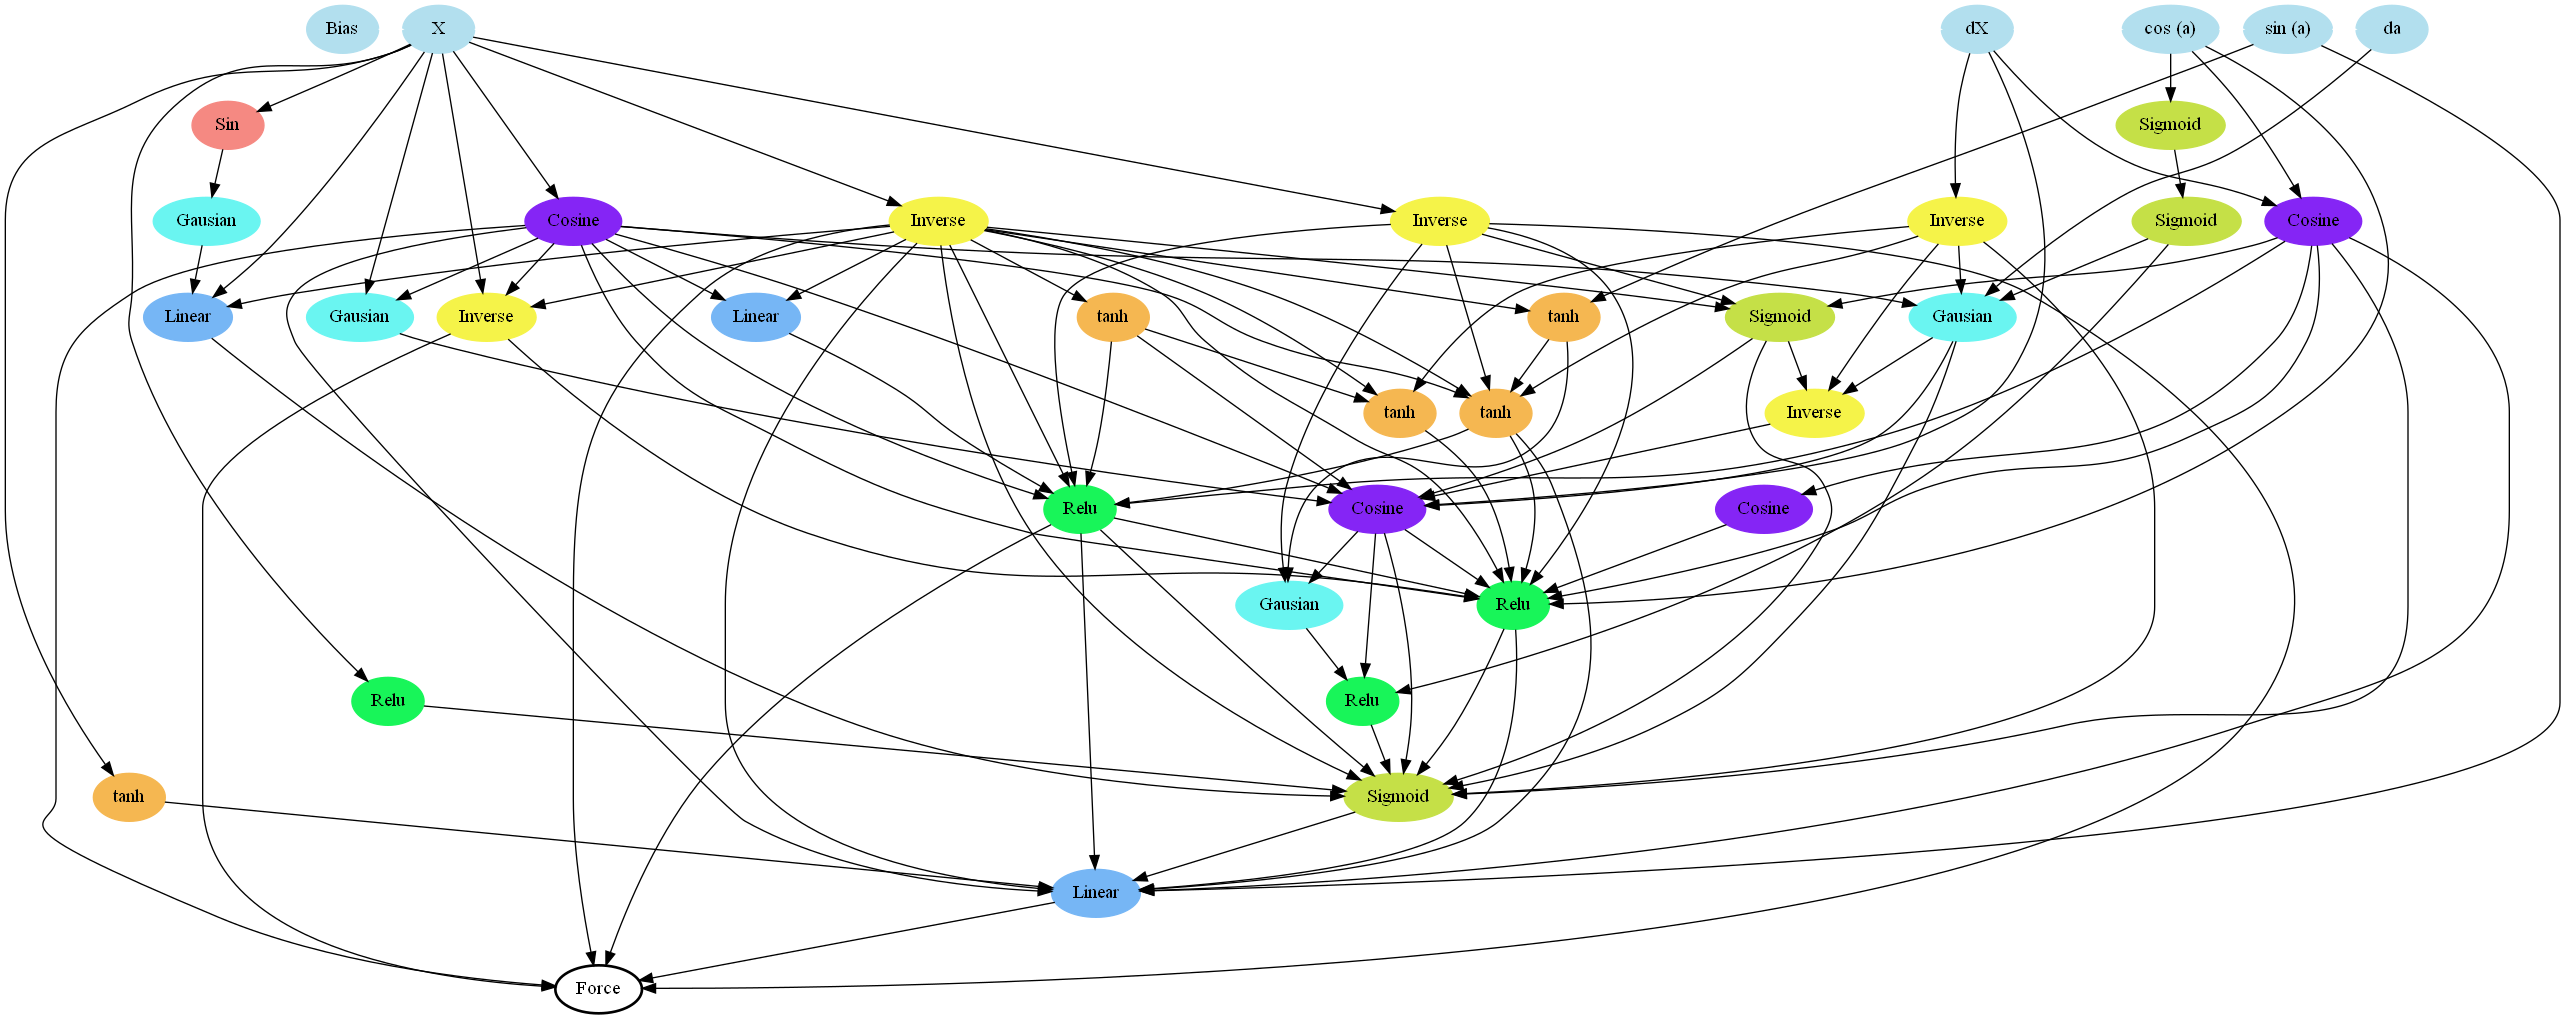 Bias
X
dX
cos (a)
sin (a)
da
Sin
Sigmoid
Gausian
Cosine
Inverse
Inverse
Inverse
Sigmoid
Cosine
Linear
Gausian
Inverse
Linear
tanh
tanh
Sigmoid
Gausian
tanh
tanh
Inverse
Relu
Cosine
Cosine
Gausian
Relu
Relu
Relu
tanh
Sigmoid
Linear
Force